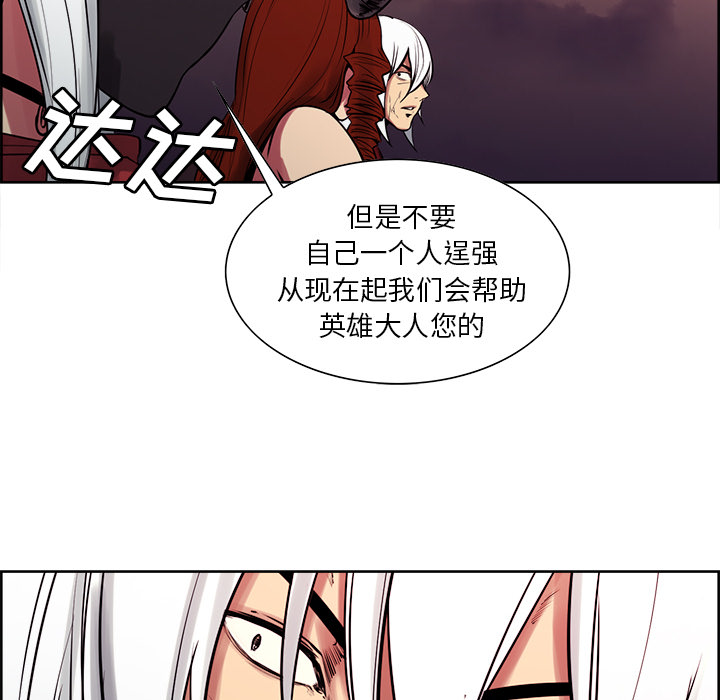 达达
但是不要
自己一个人逞强
从现在起我们会帮助
英雄大人您的